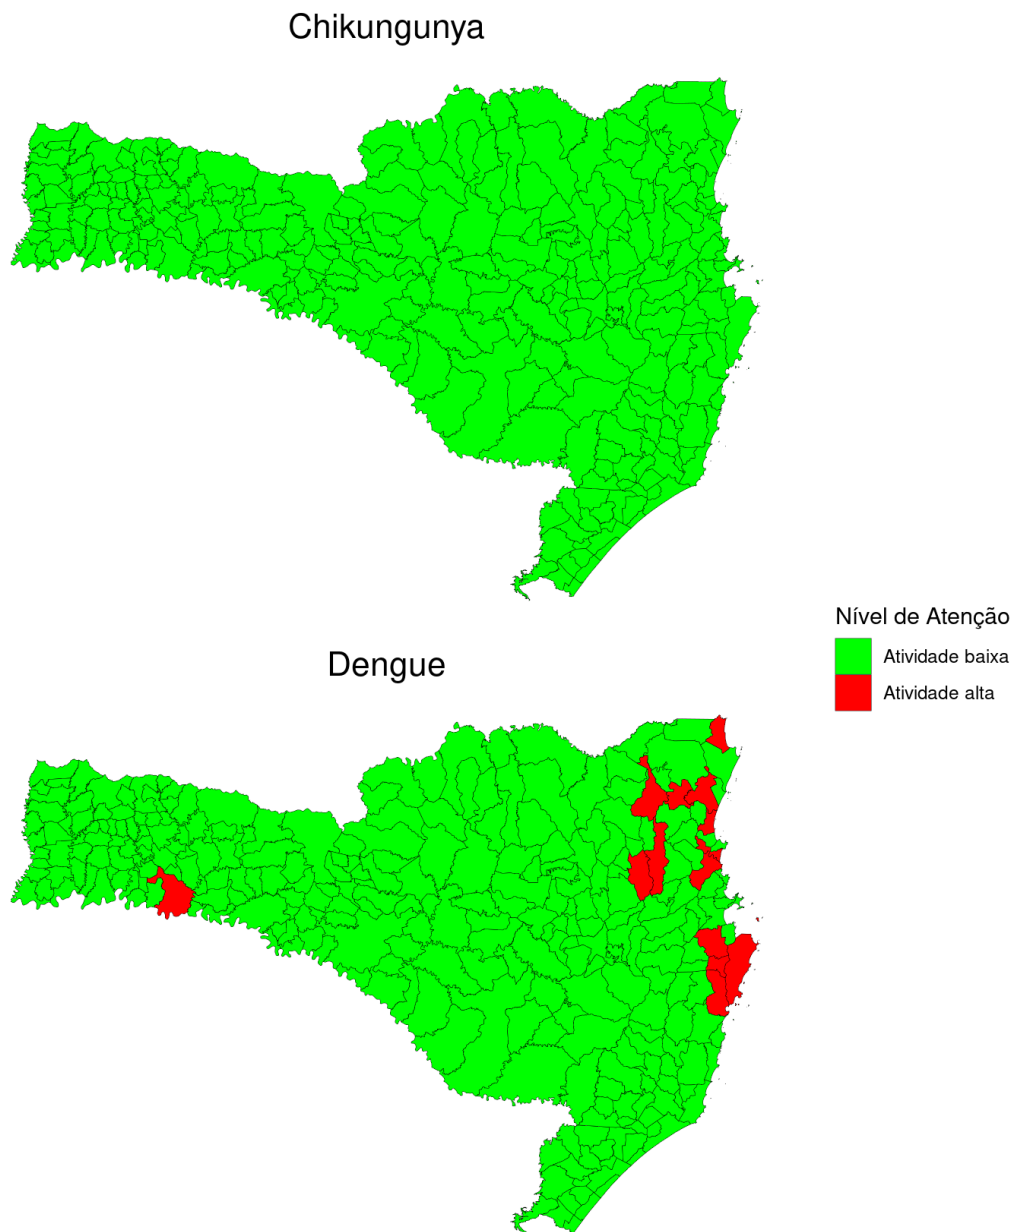 Chikungunya
Nível de Atenção
Atividade baixa
Atividade alta
Dengue